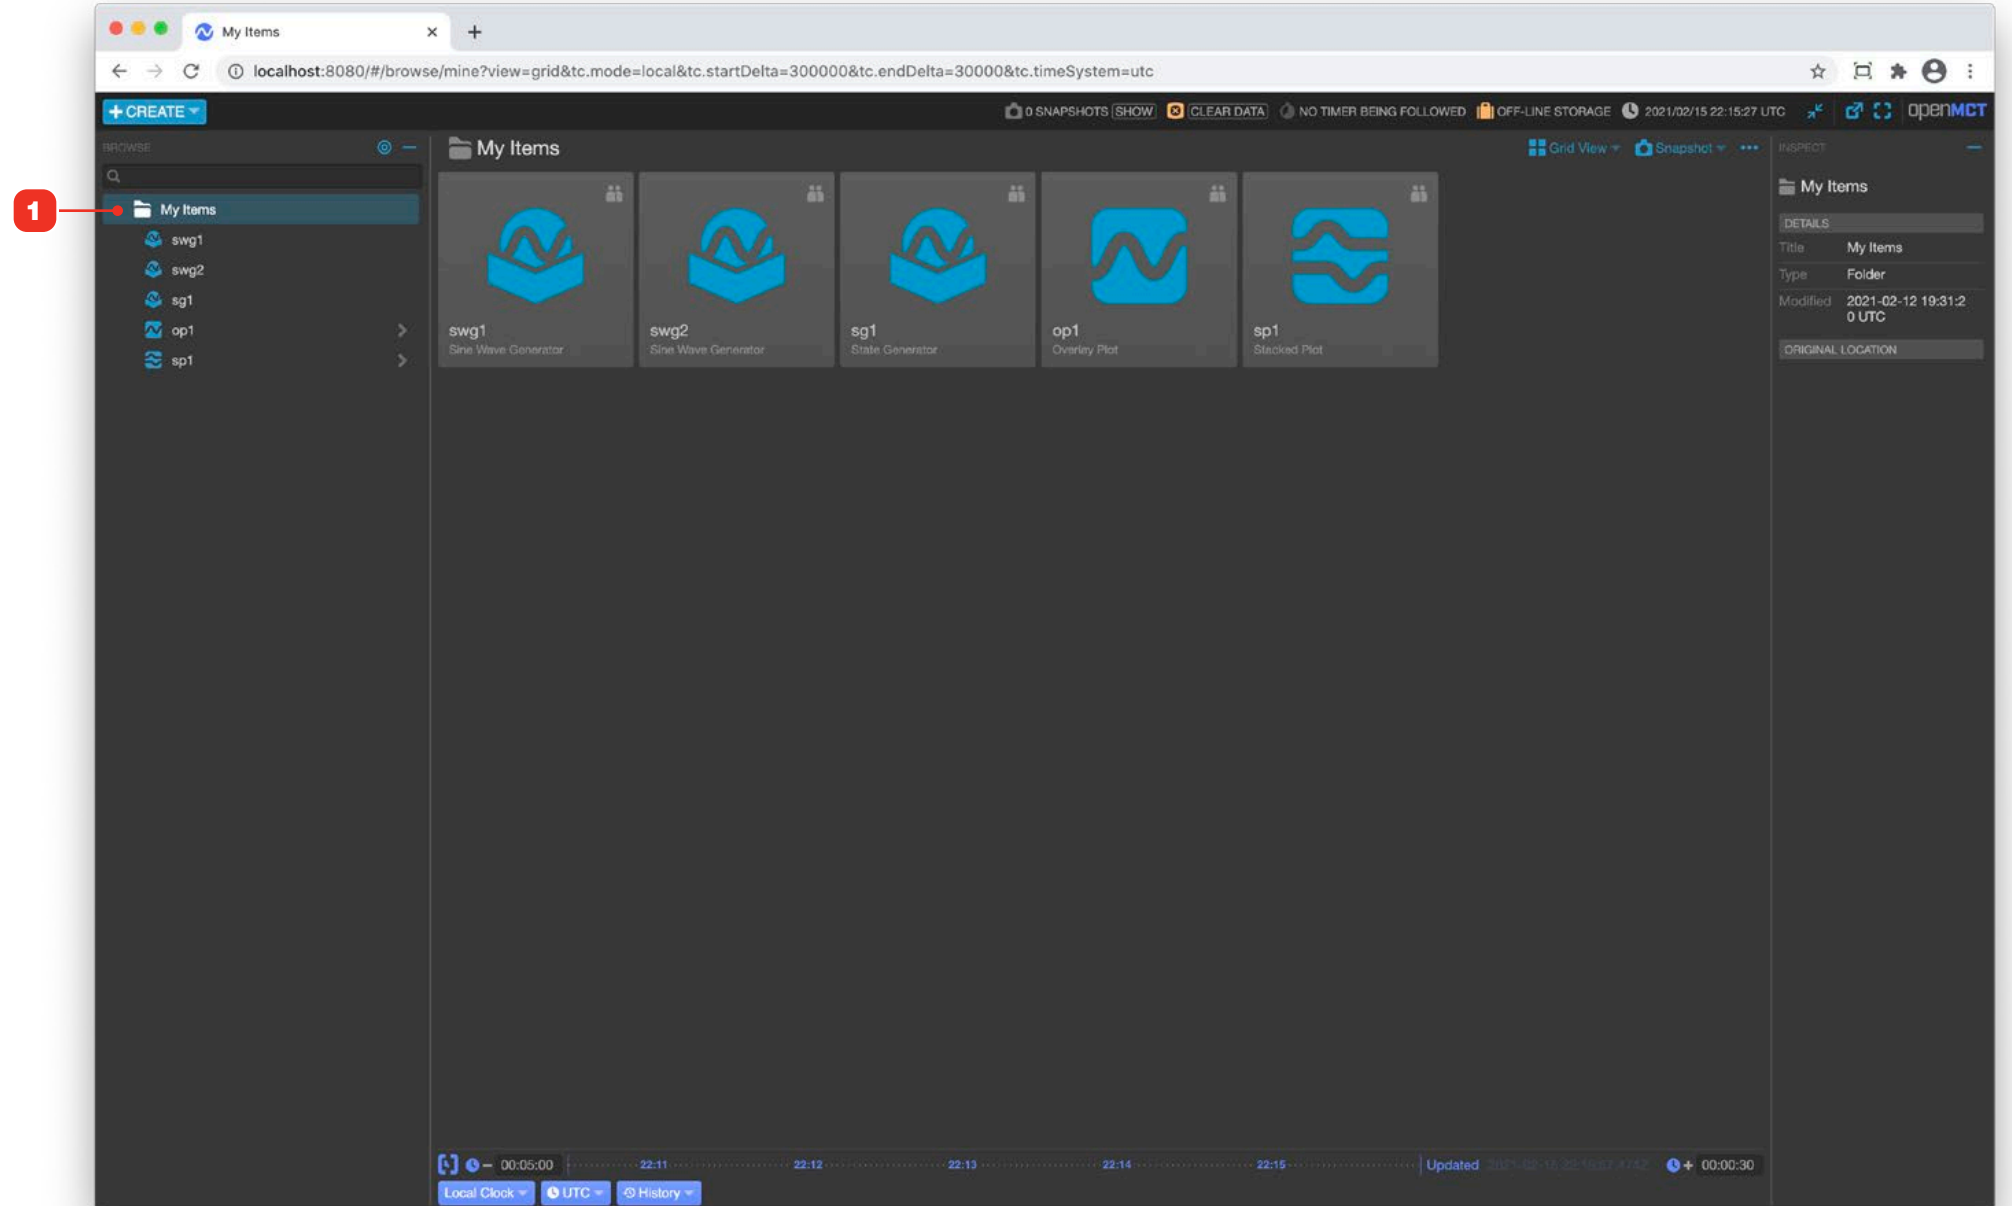 My Items
localhost:8080/#/browse/mine?view=grid&tc.mode=local&tc.startDelta=300000&tc.endDelta=30000&tc.timeSystem=utc
CREATE
0 SNAPSHOTS SHOW CLEAR DATA NO TIMER BEING FOLLOWED OFF-LINE STORAGE 2021/02/15 22:15:27 UTC openMCT
BROWSE
My Items
Grid View Snapshot
INSPECT
1
My Items
swg1
swg2
sg1
op1
sp1
swg1
Sine Wave Generator
swg2
Sine Wave Generator
sg1
State Generator
op1
Overlay Plot
sp1
Stacked Plot
My Items
DETAILS
Title My Items
Type Folder
Modified 2021-02-12 19:31:2
0 UTC
ORIGINAL LOCATION
00:05:00 22:11 22:12 22:13 22:14 22:15 Updated 00:00:30
Local Clock UTC History